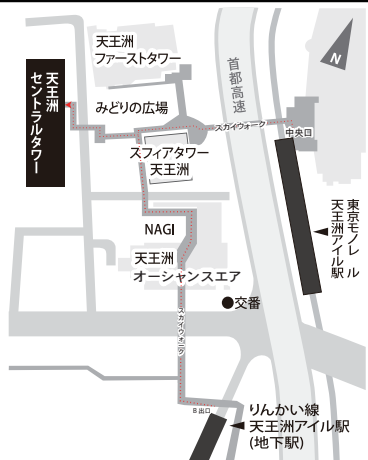 天王洲
ファーストタワー
首都高速
N
天王洲
セントラルタワー
みどりの広場
スカイウォーク
中央口
スフィアタワー
天王洲
東京モノレール
天王洲アイル駅
NAGI
天王洲
オーシャンスエア
●交番
スカイウォーク
B出口
りんかい線
天王洲アイル駅
(地下駅)